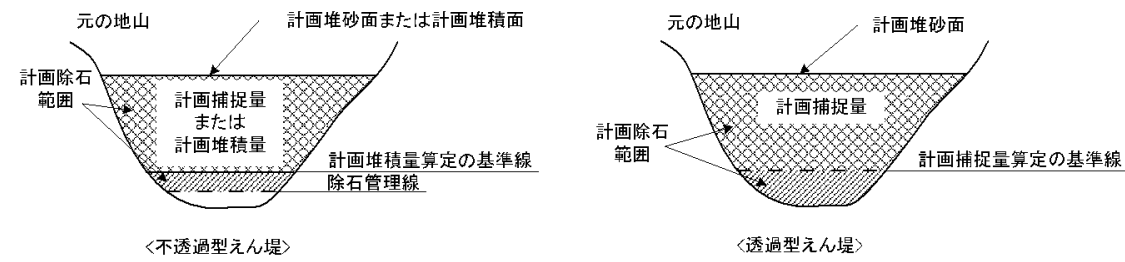 元の地山
計画堆砂面または計画堆積面
計画除石
範囲
計画捕捉量
または
計画堆積量
計画堆積量算定の基準線
除石管理線
<不透過型えん堤>
元の地山
計画堆砂面
計画捕捉量
計画除石
範囲
計画捕捉量算定の基準線
<透過型えん堤>